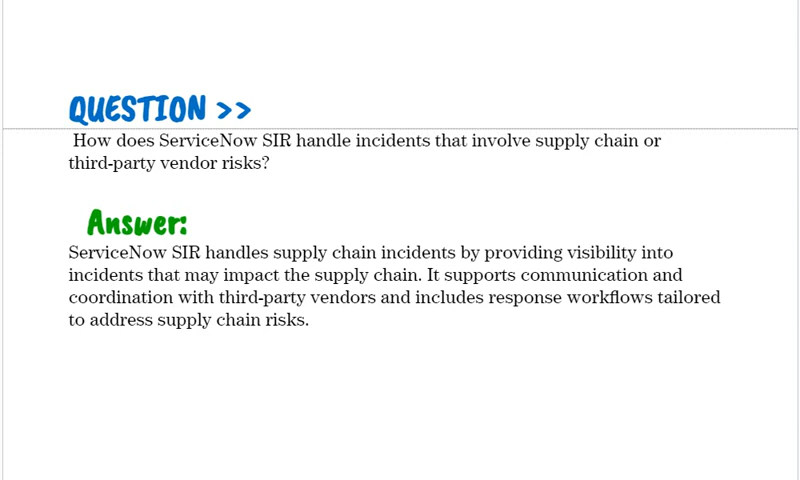 QUESTION >>
How does ServiceNow SIR handle incidents that involve supply chain or
third-party vendor risks?
Answer:
ServiceNow SIR handles supply chain incidents by providing visibility into
incidents that may impact the supply chain. It supports communication and
coordination with third-party vendors and includes response workflows tailored
to address supply chain risks.